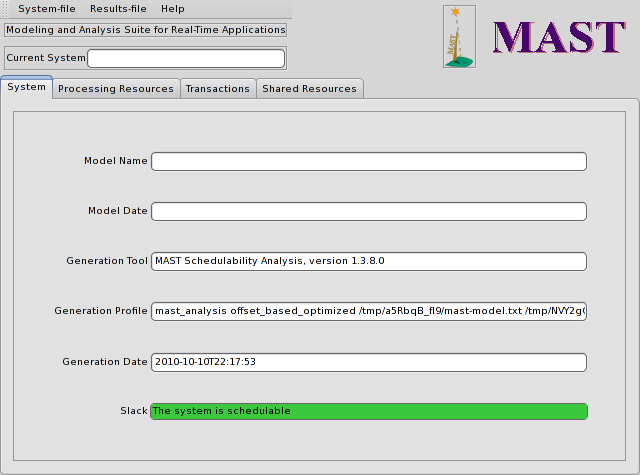 System-file Results-file Help
Modeling and Analysis Suite for Real-Time Applications
MAST
MAST
Current System
System Processing Resources Transactions Shared Resources
Model Name
Model Date
Generation Tool MAST Schedulability Analysis, version 1.3.8.0
Generation Profile mast_analysis offset_based_optimized /tmp/a5RbqB_fl9/mast-model.txt /tmp/NVY2g
Generation Date 2010-10-10T22:17:53
Slack The system is schedulable